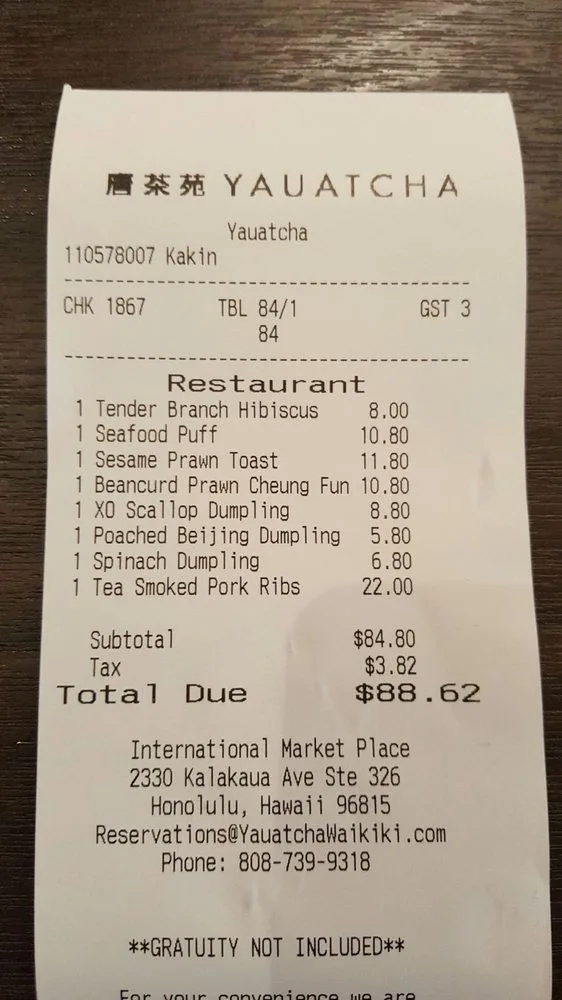 唐茶苑 YAUATCHA
Yauatcha
110578007 Kakin
CHK 1867 TBL 84/1 GST 3
84
Restaurant
1 Tender Branch Hibiscus 8.00
1 Seafood Puff 10.80
1 Sesame Prawn Toast 11.80
1 Beancurd Prawn Cheung Fun 10.80
1 XO Scallop Dumpling 8.80
1 Poached Beijing Dumpling 5.80
1 Spinach Dumpling 6.80
1 Tea Smoked Pork Ribs 22.00
Subtotal $84.80
Tax $3.82
Total Due $88.62
International Market Place
2330 Kalakaua Ave Ste 326
Honolulu, Hawaii 96815
Reservations@YauatchaWaikiki.com
Phone: 808-739-9318
**GRATUITY NOT INCLUDED**
For your convenience we are